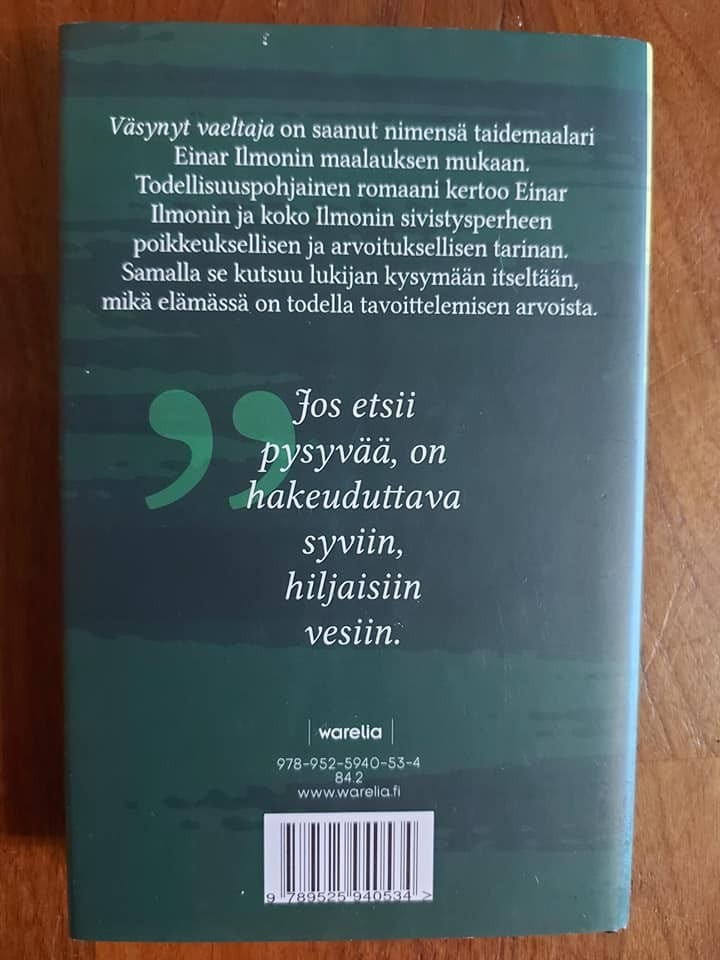 Väsynyt vaeltaja on saanut nimensä taidemaalari
Einar Ilmonin maalauksen mukaan.
Todellisuuspohjainen romaani kertoo Einar
Ilmonin ja koko Ilmonin sivistysperheen
poikkeuksellisen ja arvoituksellisen tarinan.
Samalla se kutsuu lukijan kysymään itseltään,
mikä elämässä on todella tavoittelemisen arvoista.
”Jos etsii
pysyvää, on
hakeuduttava
syviin,
hiljaisiin
vesiin.
| warelia |
978-952-5940-53-4
84.2
www.warelia.fi
9 789525 940534 >